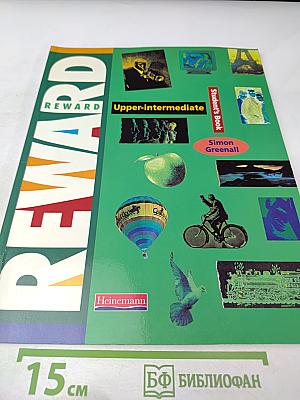 REWARD
REWARD
Upper-intermediate
Student's Book
Simon
Greenall
Heinemann
15 см
БФ БИБЛИОФАН